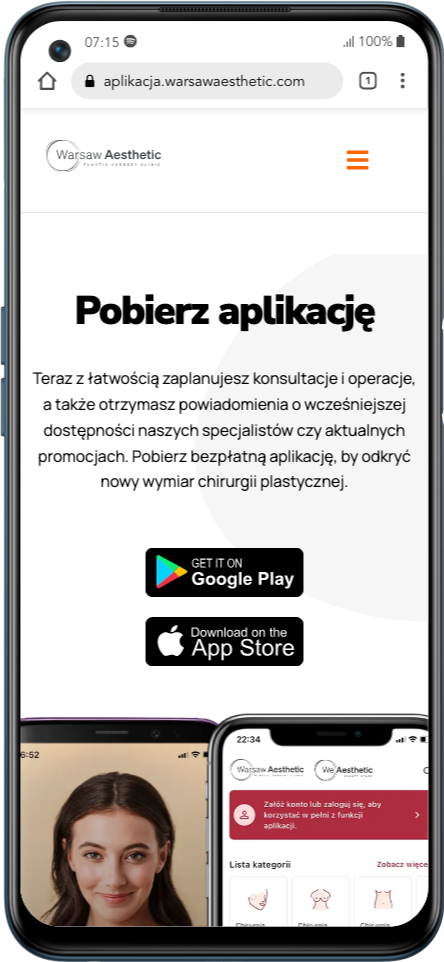 07:15
100%
aplikacja.warsawaesthetic.com
1
Warsaw Aesthetic
PLASTIC SURGERY CLINIC
Pobierz aplikację
Teraz z łatwością zaplanujesz konsultacje i operacje,
a także otrzymasz powiadomienia o wcześniejszej
dostępności naszych specjalistów czy aktualnych
promocjach. Pobierz bezpłatną aplikację, by odkryć
nowy wymiar chirurgii plastycznej.
GET IT ON
Google Play
Download on the
App Store
6:52
22:34
Warsaw Aesthetic
We Aesthetic
Załóż konto lub zaloguj się, aby
korzystać w pełni z funkcji
aplikacji.
Lista kategorii
Zobacz więce